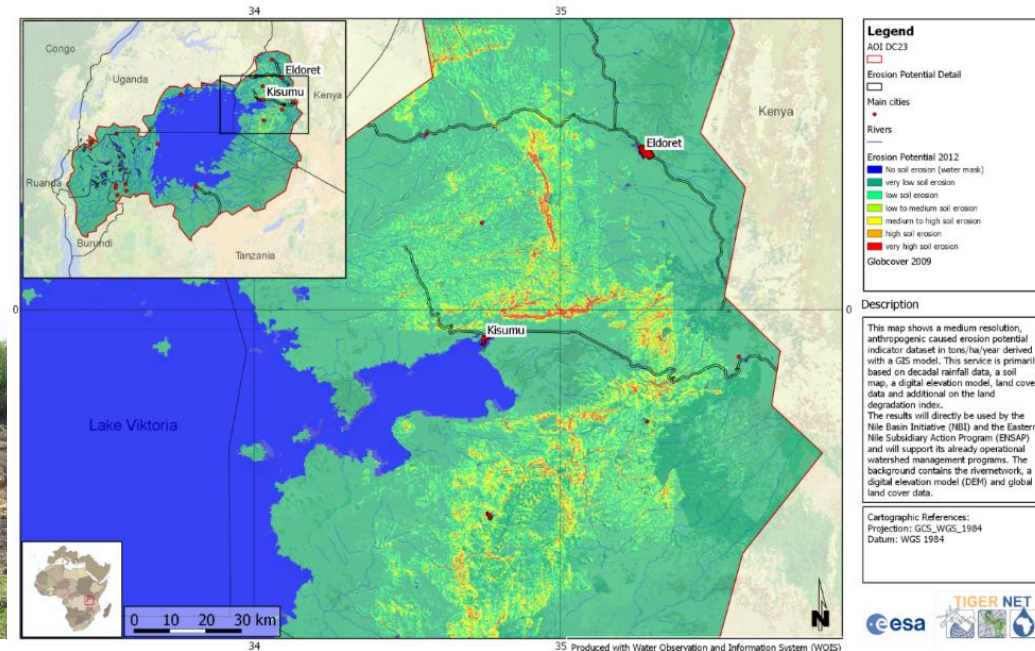 34
35
Congo
Uganda
Eldoret
Kisumu
Kenya
Ruanda
Burundi
Tanzania
Kenya
Eldoret
0
0
Kisumu
Lake Viktoria
0 10 20 30 km
N
34
35
Produced with Water Observation and Information System (WOIS)
Legend
AOI DC23
Erosion Potential Detail
Main cities
Rivers
Erosion Potential 2012
No soil erosion (water mask)
very low soil erosion
low soil erosion
low to medium soil erosion
medium to high soil erosion
high soil erosion
very high soil erosion
Globcover 2009
Description
This map shows a medium resolution,
anthropogenic caused erosion potential
indicator dataset in tons/ha/year derived
with a GIS model. This service is primaril
based on decadal rainfall data, a soil
map, a digital elevation model, land cove
data and additional on the land
degradation index.
The results will directly be used by the
Nile Basin Initiative (NBI) and the Eastern
Nile Subsidiary Action Program (ENSAP)
and will support its already operational
watershed management programs. The
background contains the rivernetwork, a
digital elevation model (DEM) and global
land cover data.
Cartographic References:
Projection: GCS_WGS_1984
Datum: WGS 1984
esa
TIGER NET